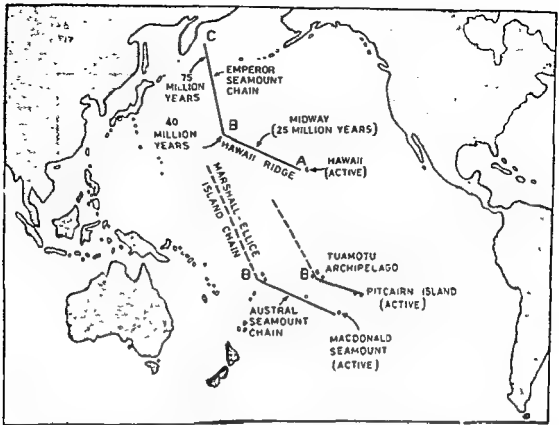 C
75
MILLION
YEARS
EMPEROR
SEAMOUNT
CHAIN
40
MILLION
YEARS
B
MIDWAY
(25 MILLION YEARS)
HAWAII RIDGE
A
HAWAII
(ACTIVE)
MARSHALL-ELLICE
ISLAND CHAIN
B
B
TUAMOTU
ARCHIPELAGO
PITCAIRN ISLAND
(ACTIVE)
AUSTRAL
SEAMOUNT
CHAIN
MACDONALD
SEAMOUNT
(ACTIVE)